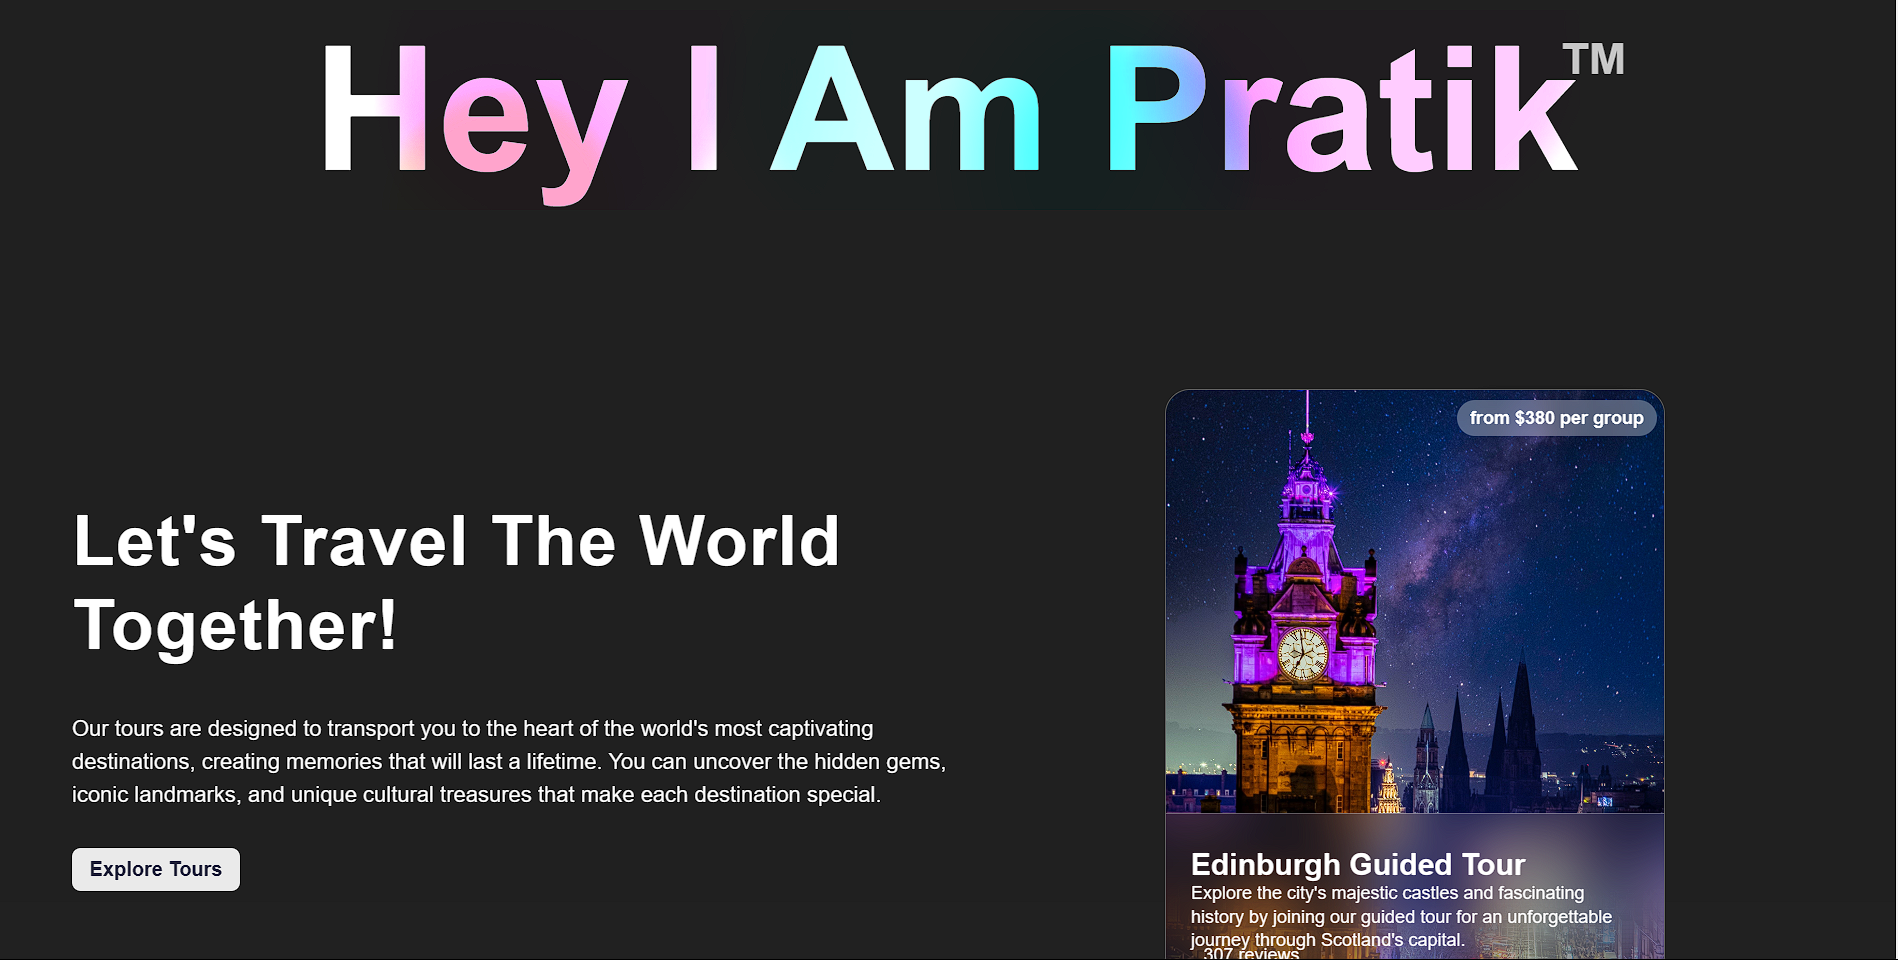 Hey I Am Pratik™
from $380 per group
Let's Travel The World
Together!
Our tours are designed to transport you to the heart of the world's most captivating
destinations, creating memories that will last a lifetime. You can uncover the hidden gems,
iconic landmarks, and unique cultural treasures that make each destination special.
Explore Tours
Edinburgh Guided Tour
Explore the city's majestic castles and fascinating
history by joining our guided tour for an unforgettable
journey through Scotland's capital.
307 reviews